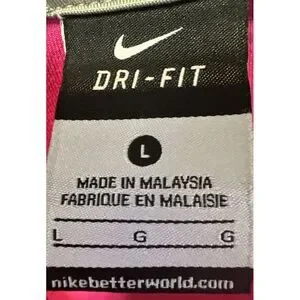 DRI-FIT
L
MADE IN MALAYSIA
FABRIQUE EN MALAISIE
L G G
nikebetterworld.com/